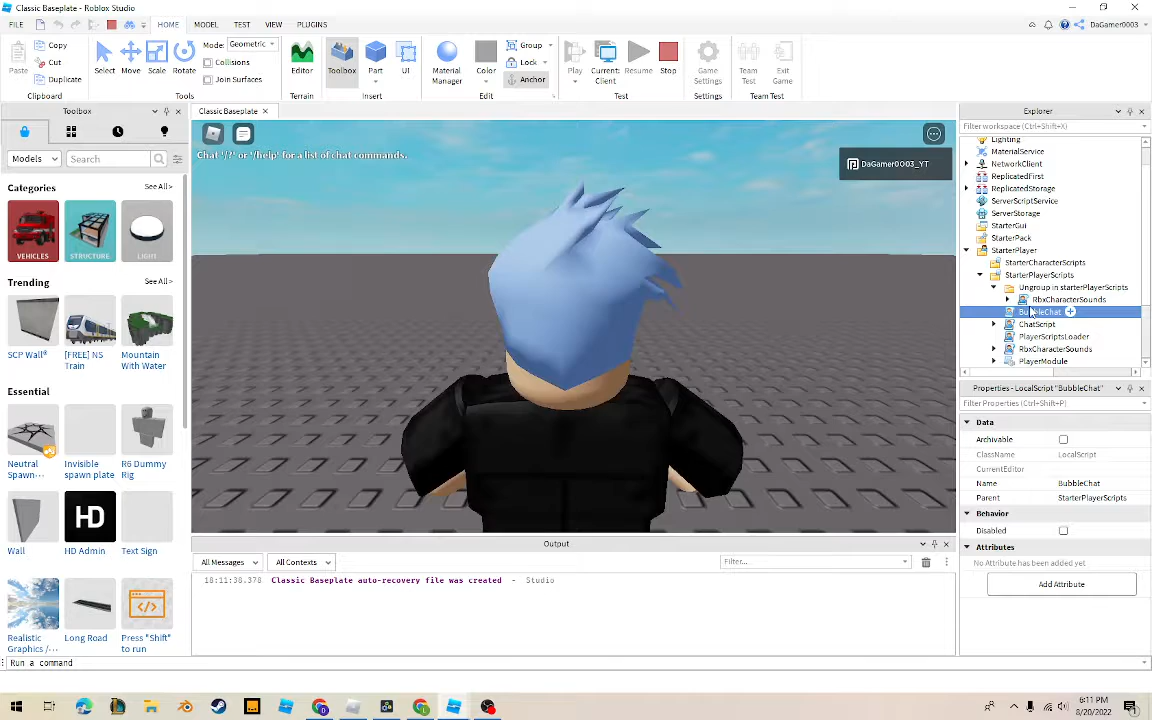 Classic Baseplate - Roblox Studio
FILE HOME MODEL TEST VIEW PLUGINS
DaGamer0003
Paste
Copy
Cut
Duplicate
Clipboard
Select Move Scale Rotate
Mode: Geometric
Collisions
Join Surfaces
Tools
Editor
Terrain
Toolbox
Part
UI
Insert
Material
Manager
Color
Group
Lock
Anchor
Edit
Play
Current:
Client
Resume
Stop
Test
Game
Settings
Settings
Team
Test
Exit
Game
Team Test
Toolbox
Models
Search
Categories
See All>
VEHICLES
STRUCTURE
LIGHT
Trending
See All>
SCP Wall®
[FREE] NS
Train
Mountain
With Water
Essential
Neutral
Spawn···
Invisible
spawn plate
R6 Dummy
Rig
HD
Wall
HD Admin
Text Sign
Realistic
Graphics /···
Long Road
Press "Shift"
to run
Classic Baseplate
Chat '/?' or '/help' for a list of chat commands.
DaGamer0003_YT
Output
All Messages
All Contexts
Filter...
18:11:38.378 Classic Baseplate auto-recovery file was created - Studio
Run a command
Explorer
Filter workspace (Ctrl+Shift+X)
Lighting
MaterialService
NetworkClient
ReplicatedFirst
ReplicatedStorage
ServerScriptService
ServerStorage
StarterGui
StarterPack
StarterPlayer
StarterCharacterScripts
StarterPlayerScripts
Ungroup in starterPlayerScripts
RbxCharacterSounds
BubbleChat
ChatScript
PlayerScriptsLoader
RbxCharacterSounds
PlayerModule
Properties - LocalScript "BubbleChat"
Filter Properties (Ctrl+Shift+P)
Data
Archivable
ClassName LocalScript
CurrentEditor
Name BubbleChat
Parent StarterPlayerScripts
Behavior
Disabled
Attributes
No Attribute has been added yet
Add Attribute
6:11 PM
8/20/2022